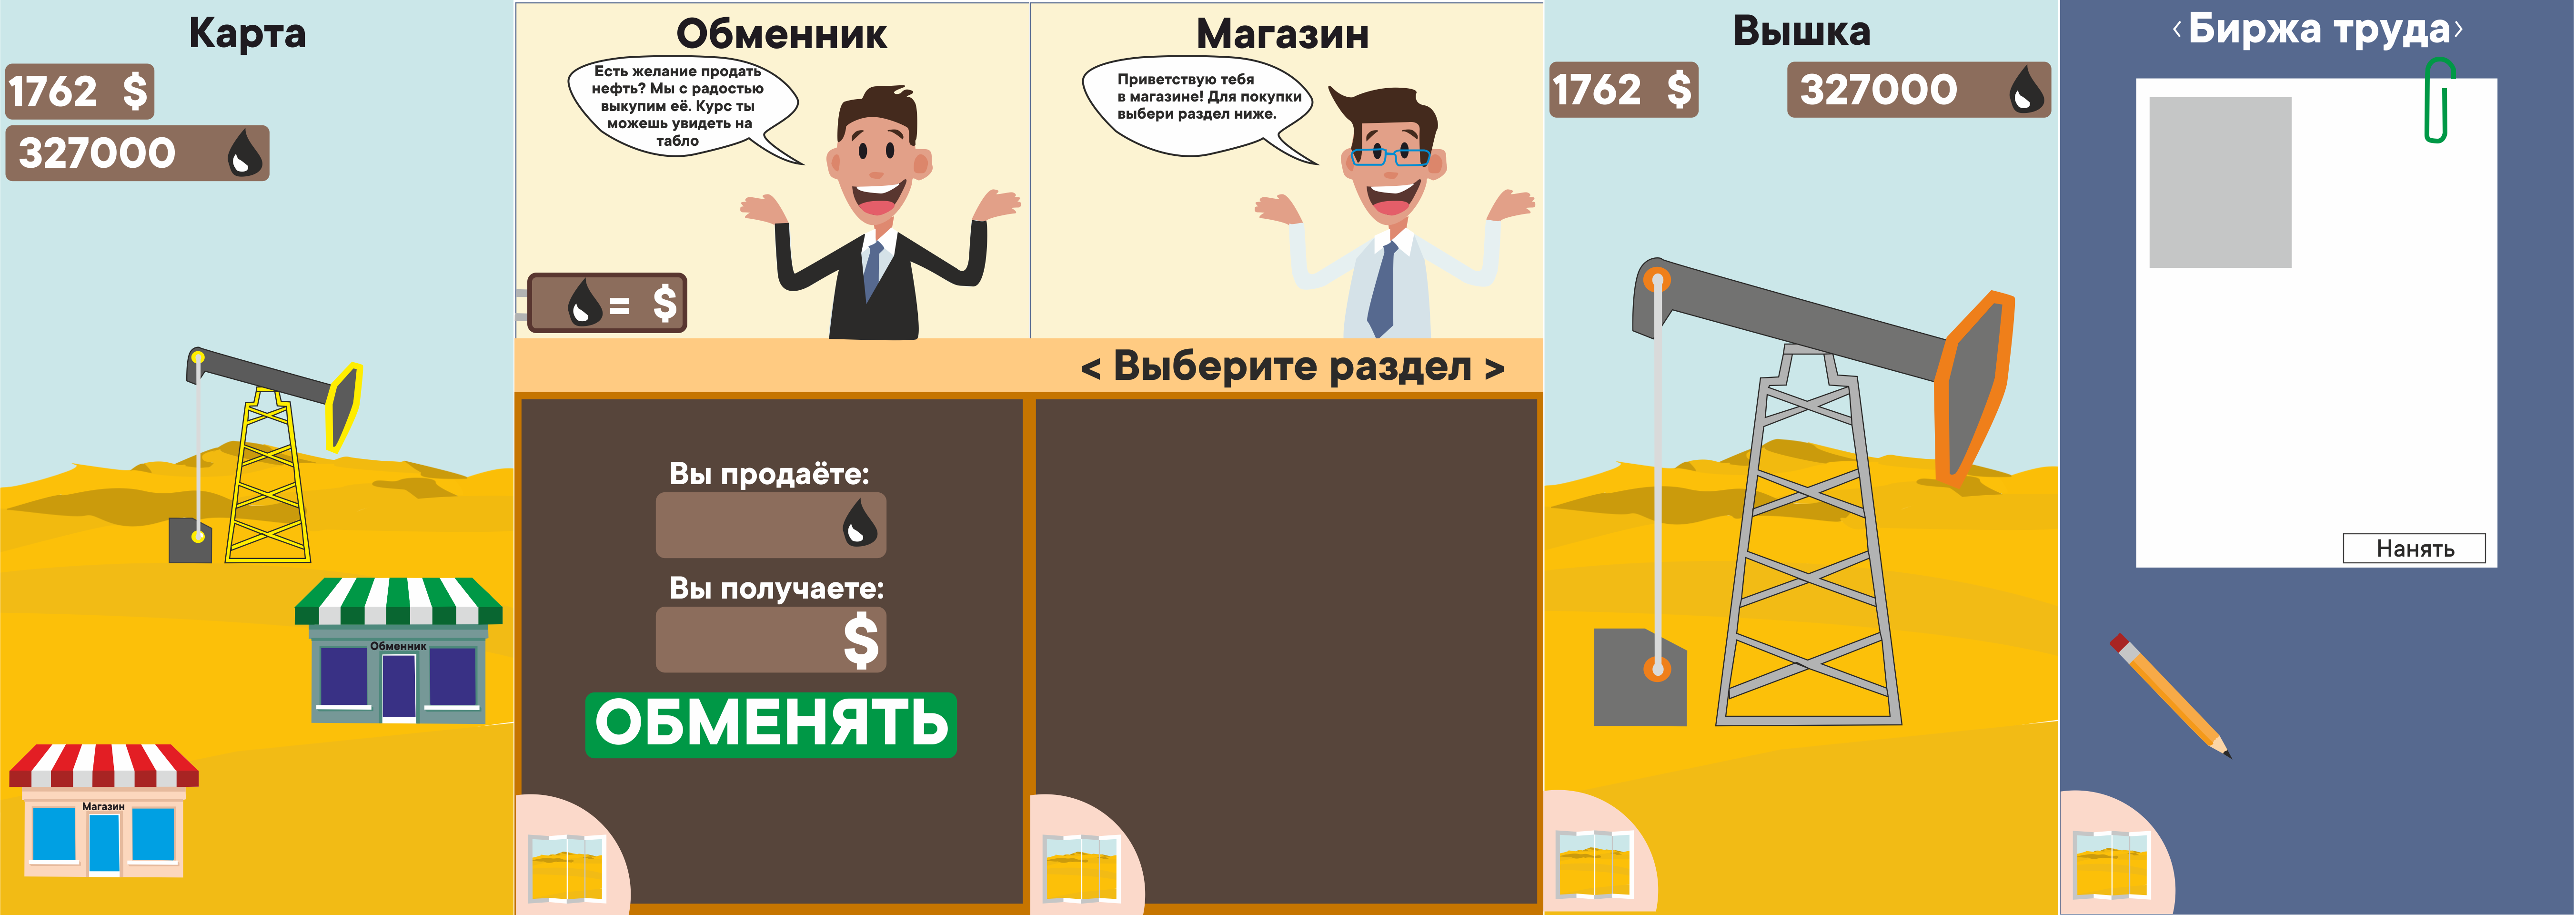 Карта
1762 $
327000
Обменник
Магазин
Обменник
Есть желание продать
нефть? Мы с радостью
выкупим её. Курс ты
можешь увидеть на
табло
= $
Вы продаёте:
Вы получаете:
$
ОБМЕНЯТЬ
Магазин
Приветствую тебя
в магазине! Для покупки
выбери раздел ниже.
< Выберите раздел >
Вышка
1762 $
327000
‹ Биржа труда ›
Нанять